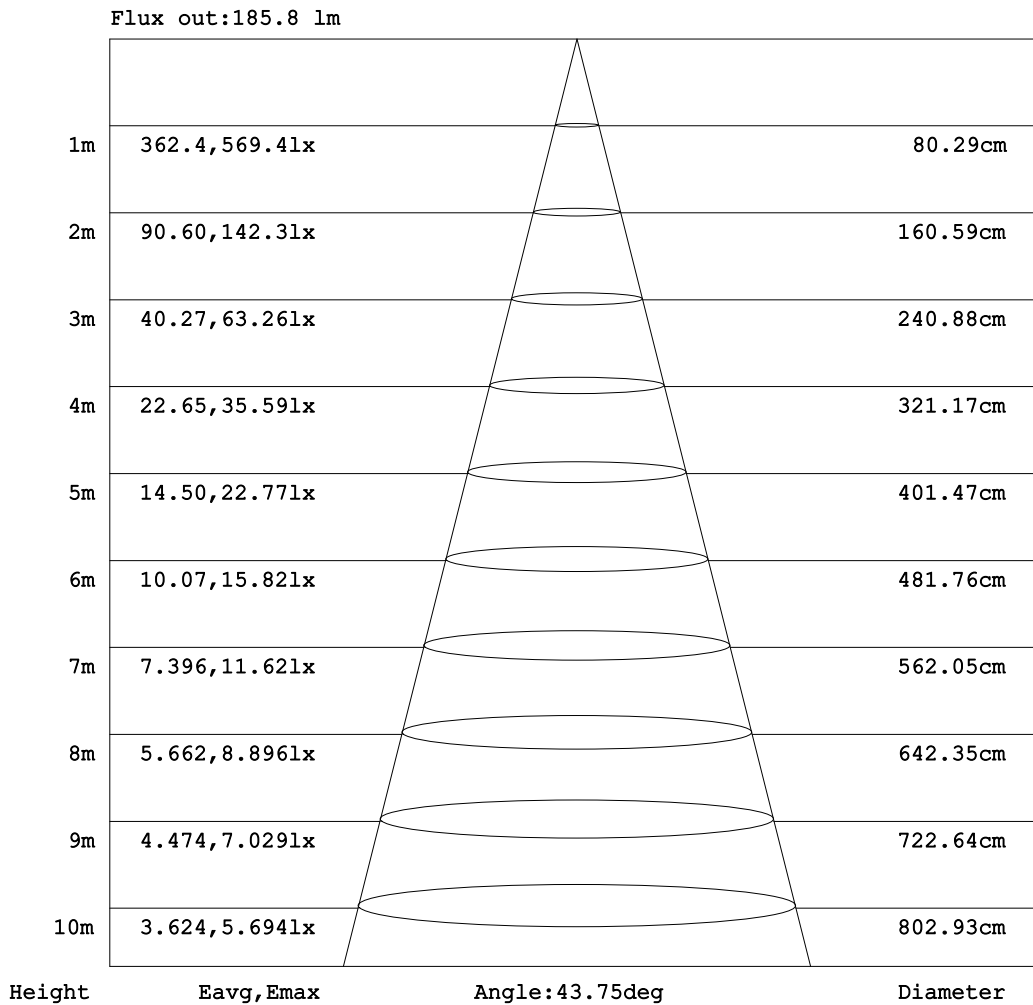 Flux out:185.8 lm
1m 362.4,569.4lx 80.29cm
2m 90.60,142.3lx 160.59cm
3m 40.27,63.26lx 240.88cm
4m 22.65,35.59lx 321.17cm
5m 14.50,22.77lx 401.47cm
6m 10.07,15.82lx 481.76cm
7m 7.396,11.62lx 562.05cm
8m 5.662,8.896lx 642.35cm
9m 4.474,7.029lx 722.64cm
10m 3.624,5.694lx 802.93cm
Height Eavg,Emax Angle:43.75deg Diameter